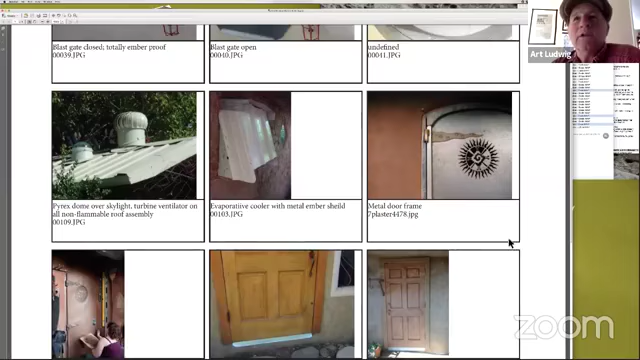 Blast gate closed; totally ember proof
00039.JPG
Blast gate open
00040.JPG
undefined
00041.JPG
Art Ludwig
Pyrex dome over skylight, turbine ventilator on
all non-flammable roof assembly
00109.JPG
Evaporatiive cooler with metal ember sheild
00103.JPG
Metal door frame
7plaster4478.jpg
zoom